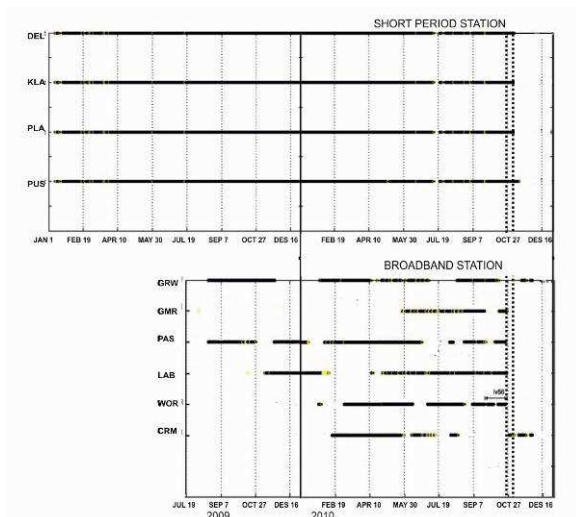 SHORT PERIOD STATION
DEL
KLA
PLA
PUS
JAN 1 FEB 19 APR 10 MAY 30 JUL 19 SEP 7 OCT 27 DES 16 FEB 19 APR 10 MAY 30 JUL 19 SEP 7 OCT 27 DES 16
BROADBAND STATION
GRW
GMR
PAS
LAB
WOR
CRM
JUL 19 SEP 7 OCT 27 DES 16 FEB 19 APR 10 MAY 30 JUL 19 SEP 7 OCT 27 DES 16
2009 2010